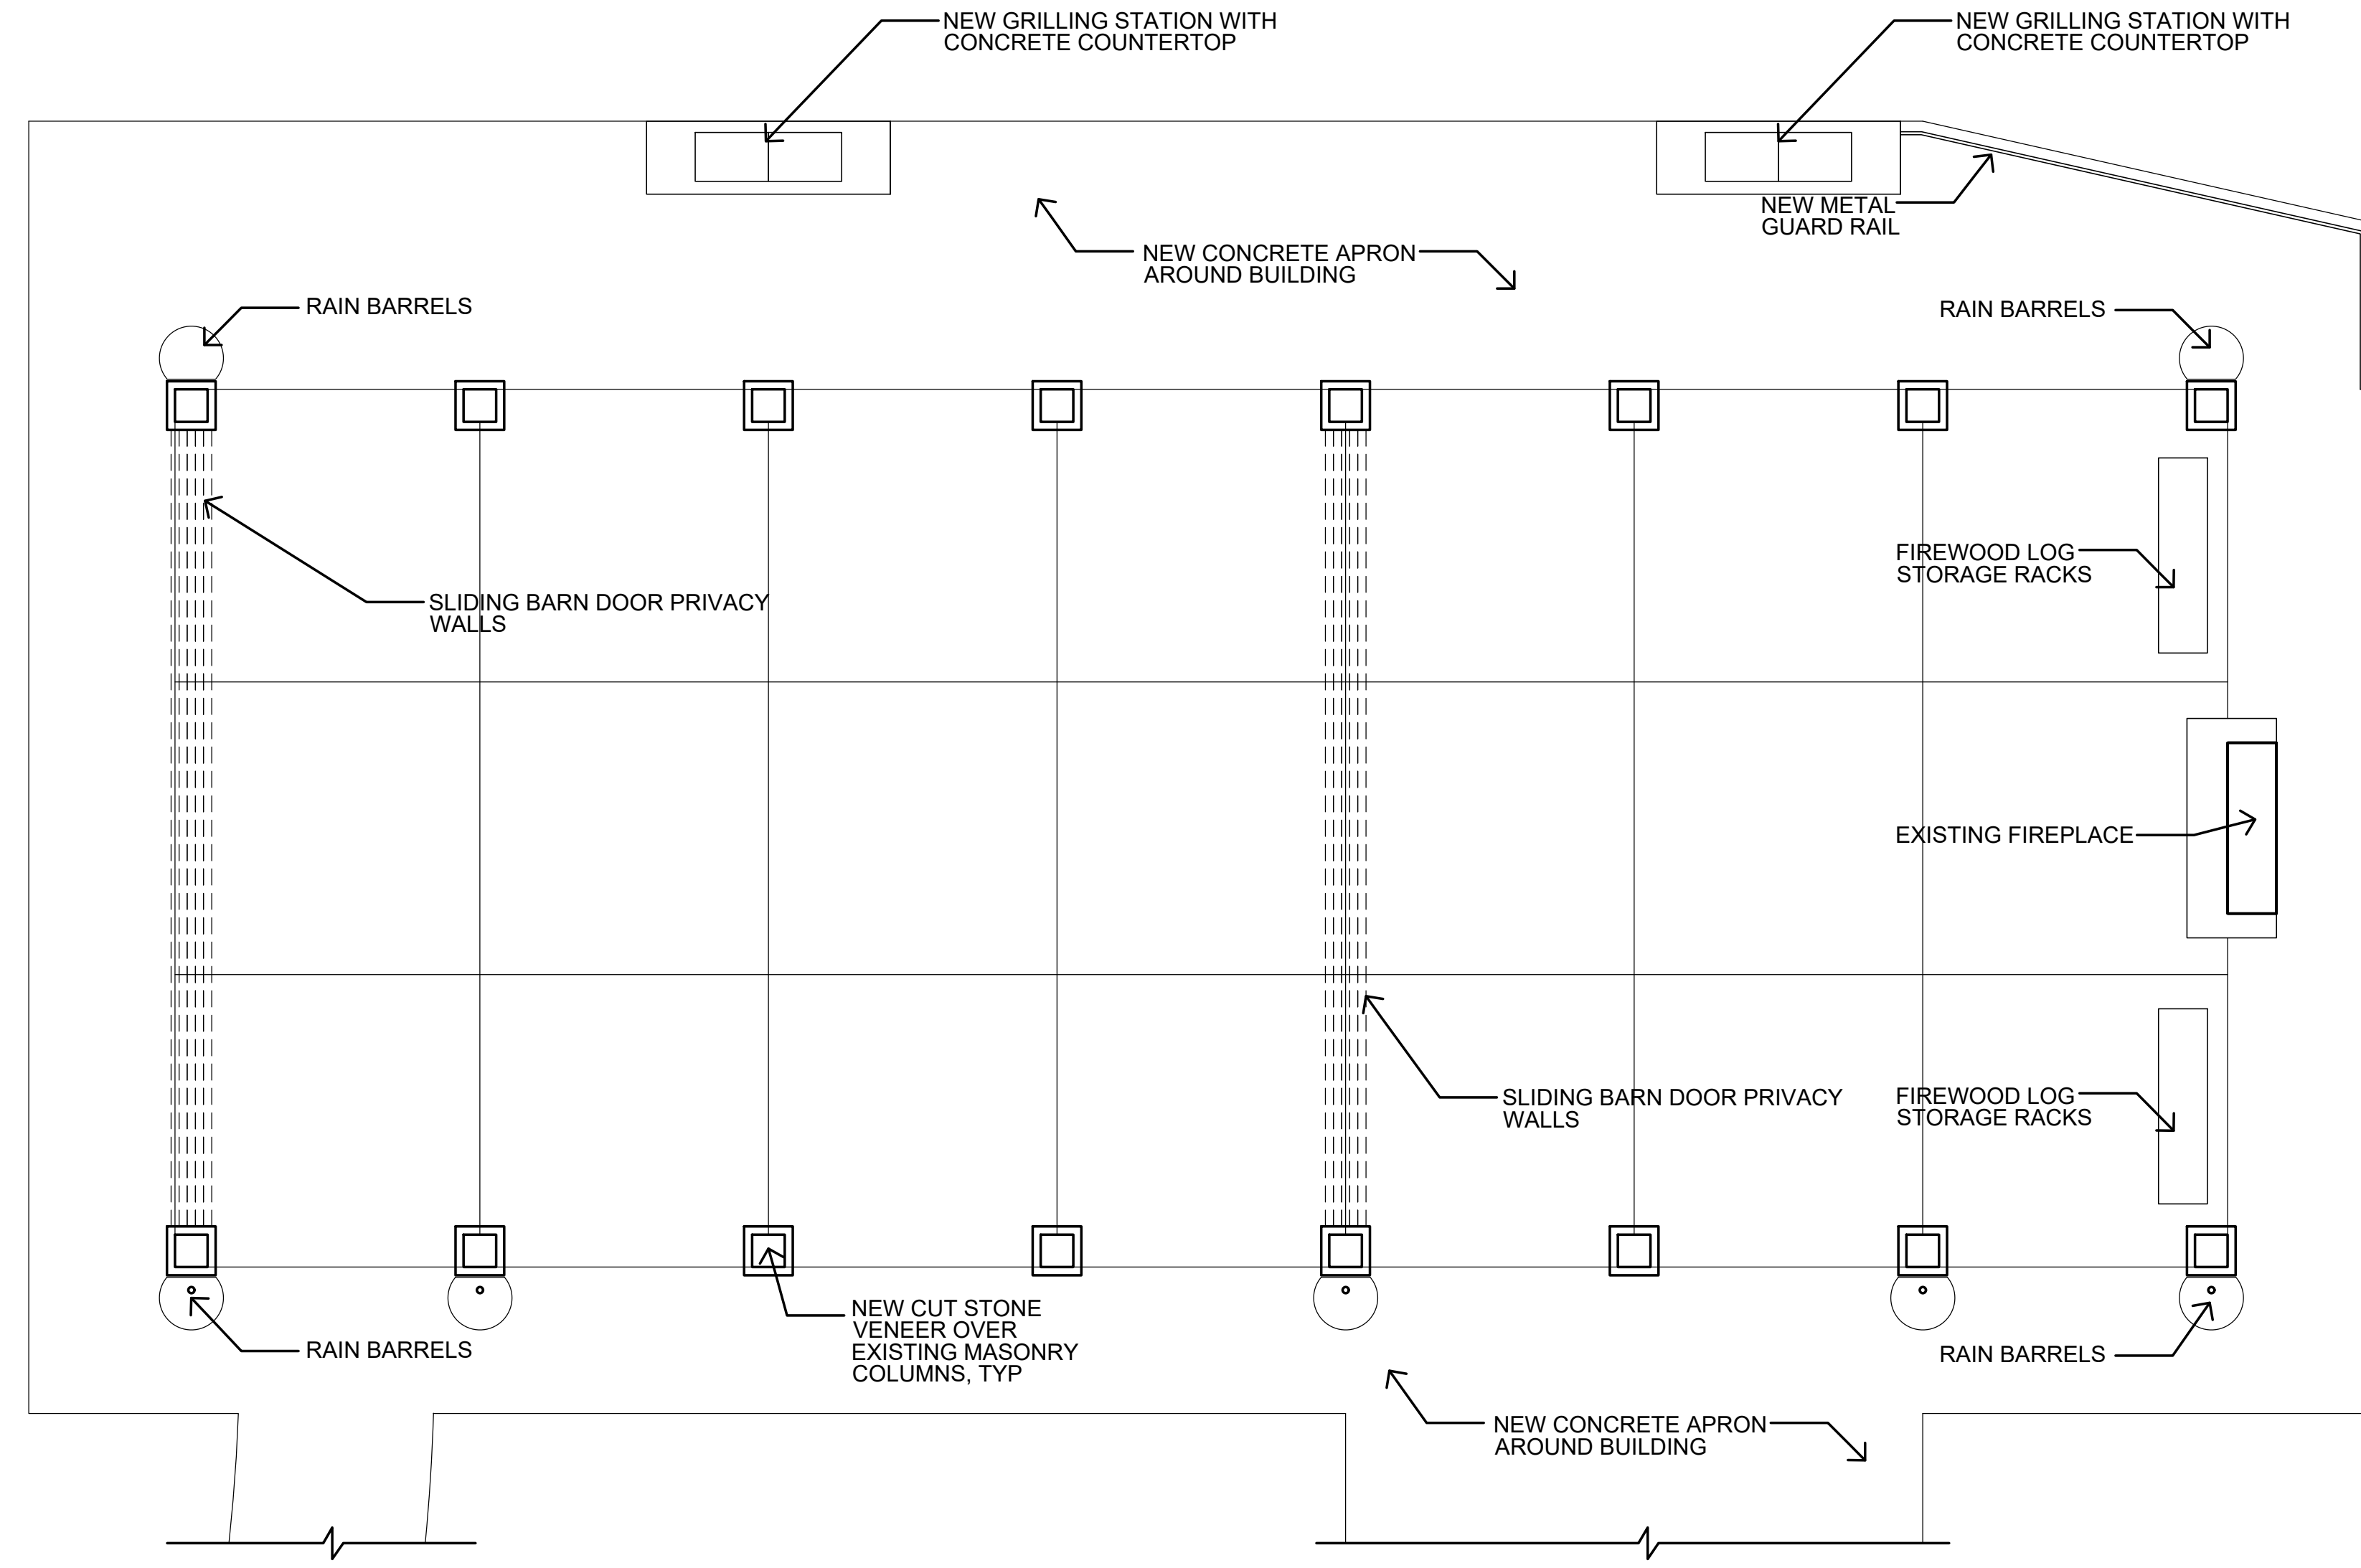 NEW GRILLING STATION WITH
CONCRETE COUNTERTOP
NEW GRILLING STATION WITH
CONCRETE COUNTERTOP
NEW METAL
GUARD RAIL
NEW CONCRETE APRON
AROUND BUILDING
RAIN BARRELS
RAIN BARRELS
FIREWOOD LOG
STORAGE RACKS
SLIDING BARN DOOR PRIVACY
WALLS
EXISTING FIREPLACE
SLIDING BARN DOOR PRIVACY
WALLS
FIREWOOD LOG
STORAGE RACKS
NEW CUT STONE
VENEER OVER
EXISTING MASONRY
COLUMNS, TYP
RAIN BARRELS
RAIN BARRELS
NEW CONCRETE APRON
AROUND BUILDING